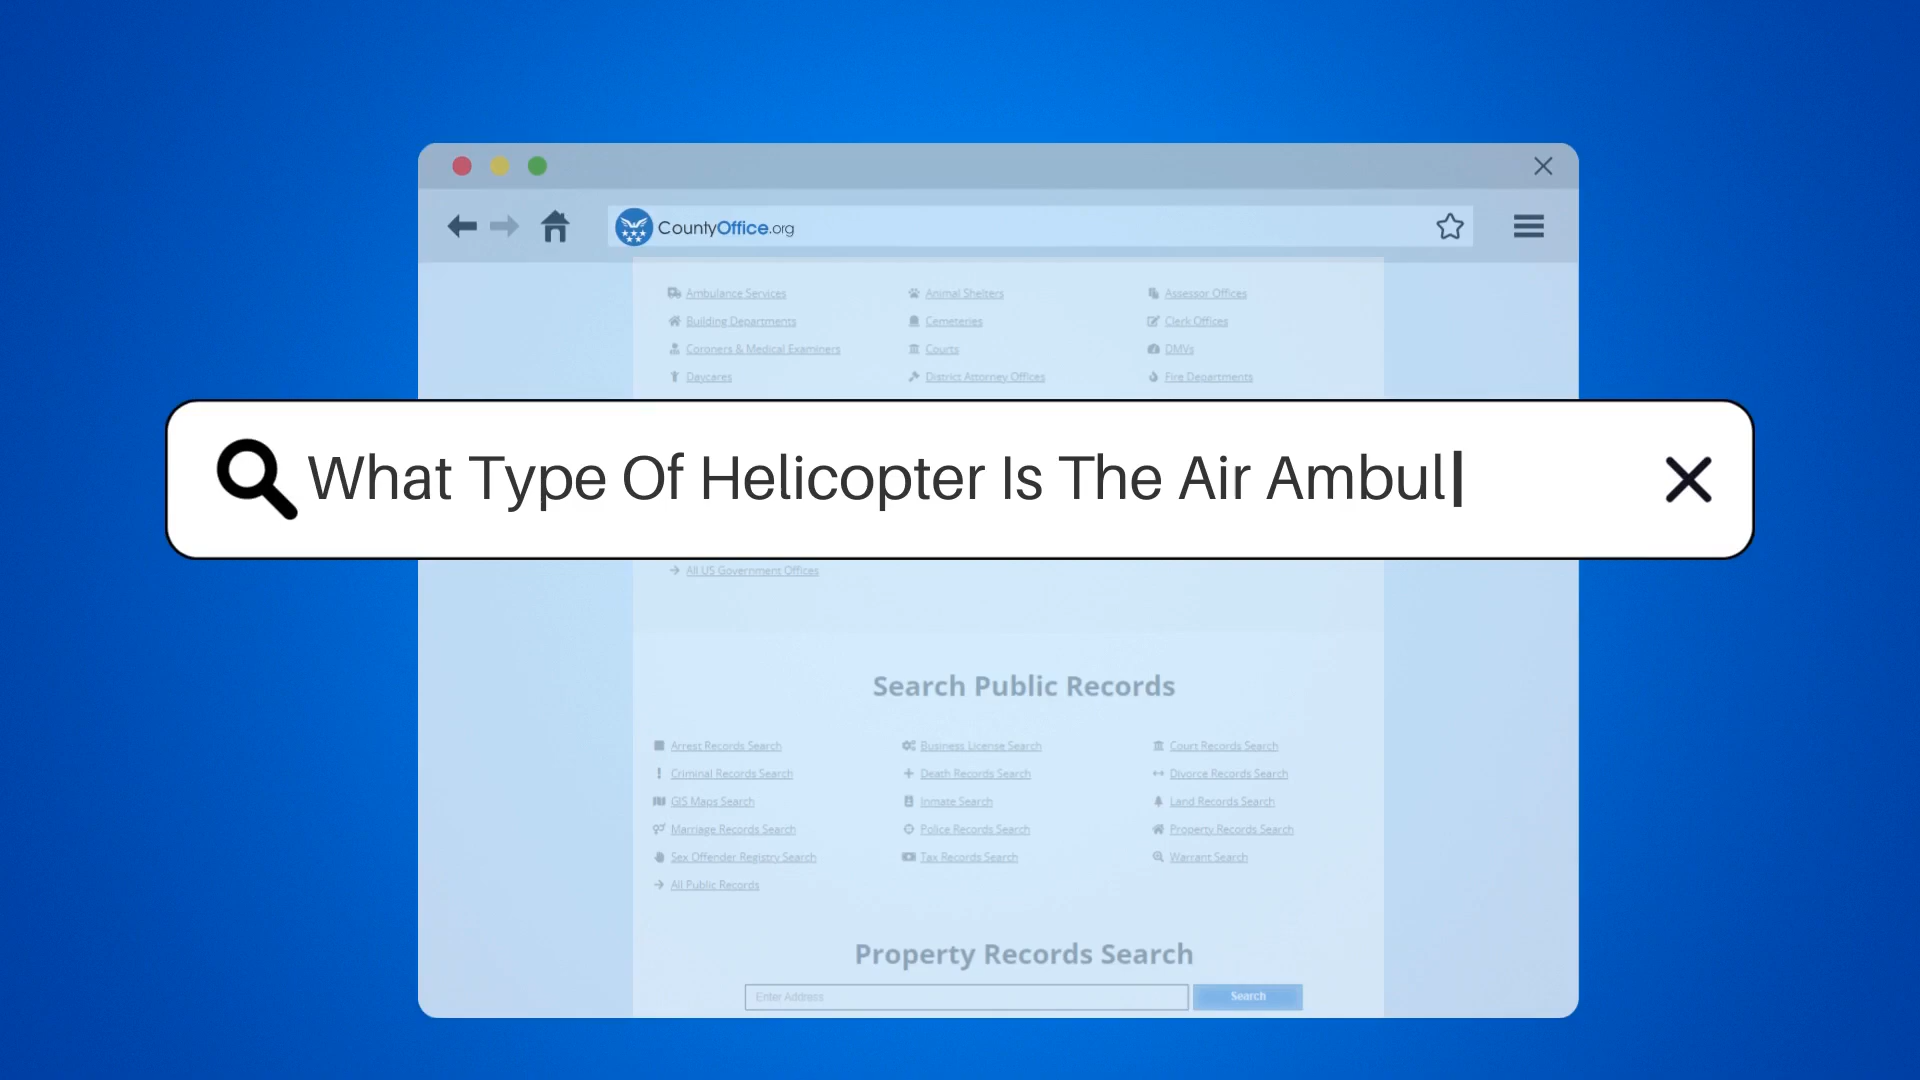 CountyOffice.org
Ambulance Services Animal Shelters Assessor Offices
Building Departments Cemeteries Clerk Offices
Coroners & Medical Examiners Courts DMVs
Daycares District Attorney Offices Fire Departments
What Type Of Helicopter Is The Air Ambul
All US Government Offices
Search Public Records
Arrest Records Search Business License Search Court Records Search
Criminal Records Search Death Records Search Divorce Records Search
GIS Maps Search Inmate Search Land Records Search
Marriage Records Search Police Records Search Property Records Search
Sex Offender Registry Search Tax Records Search Warrant Search
All Public Records
Property Records Search
Enter Address Search